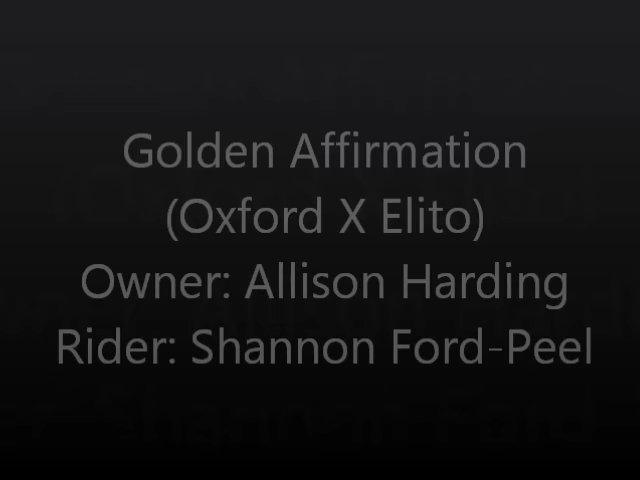 Golden Affirmation
(Oxford X Elito)
Owner: Allison Harding
Rider: Shannon Ford-Peel